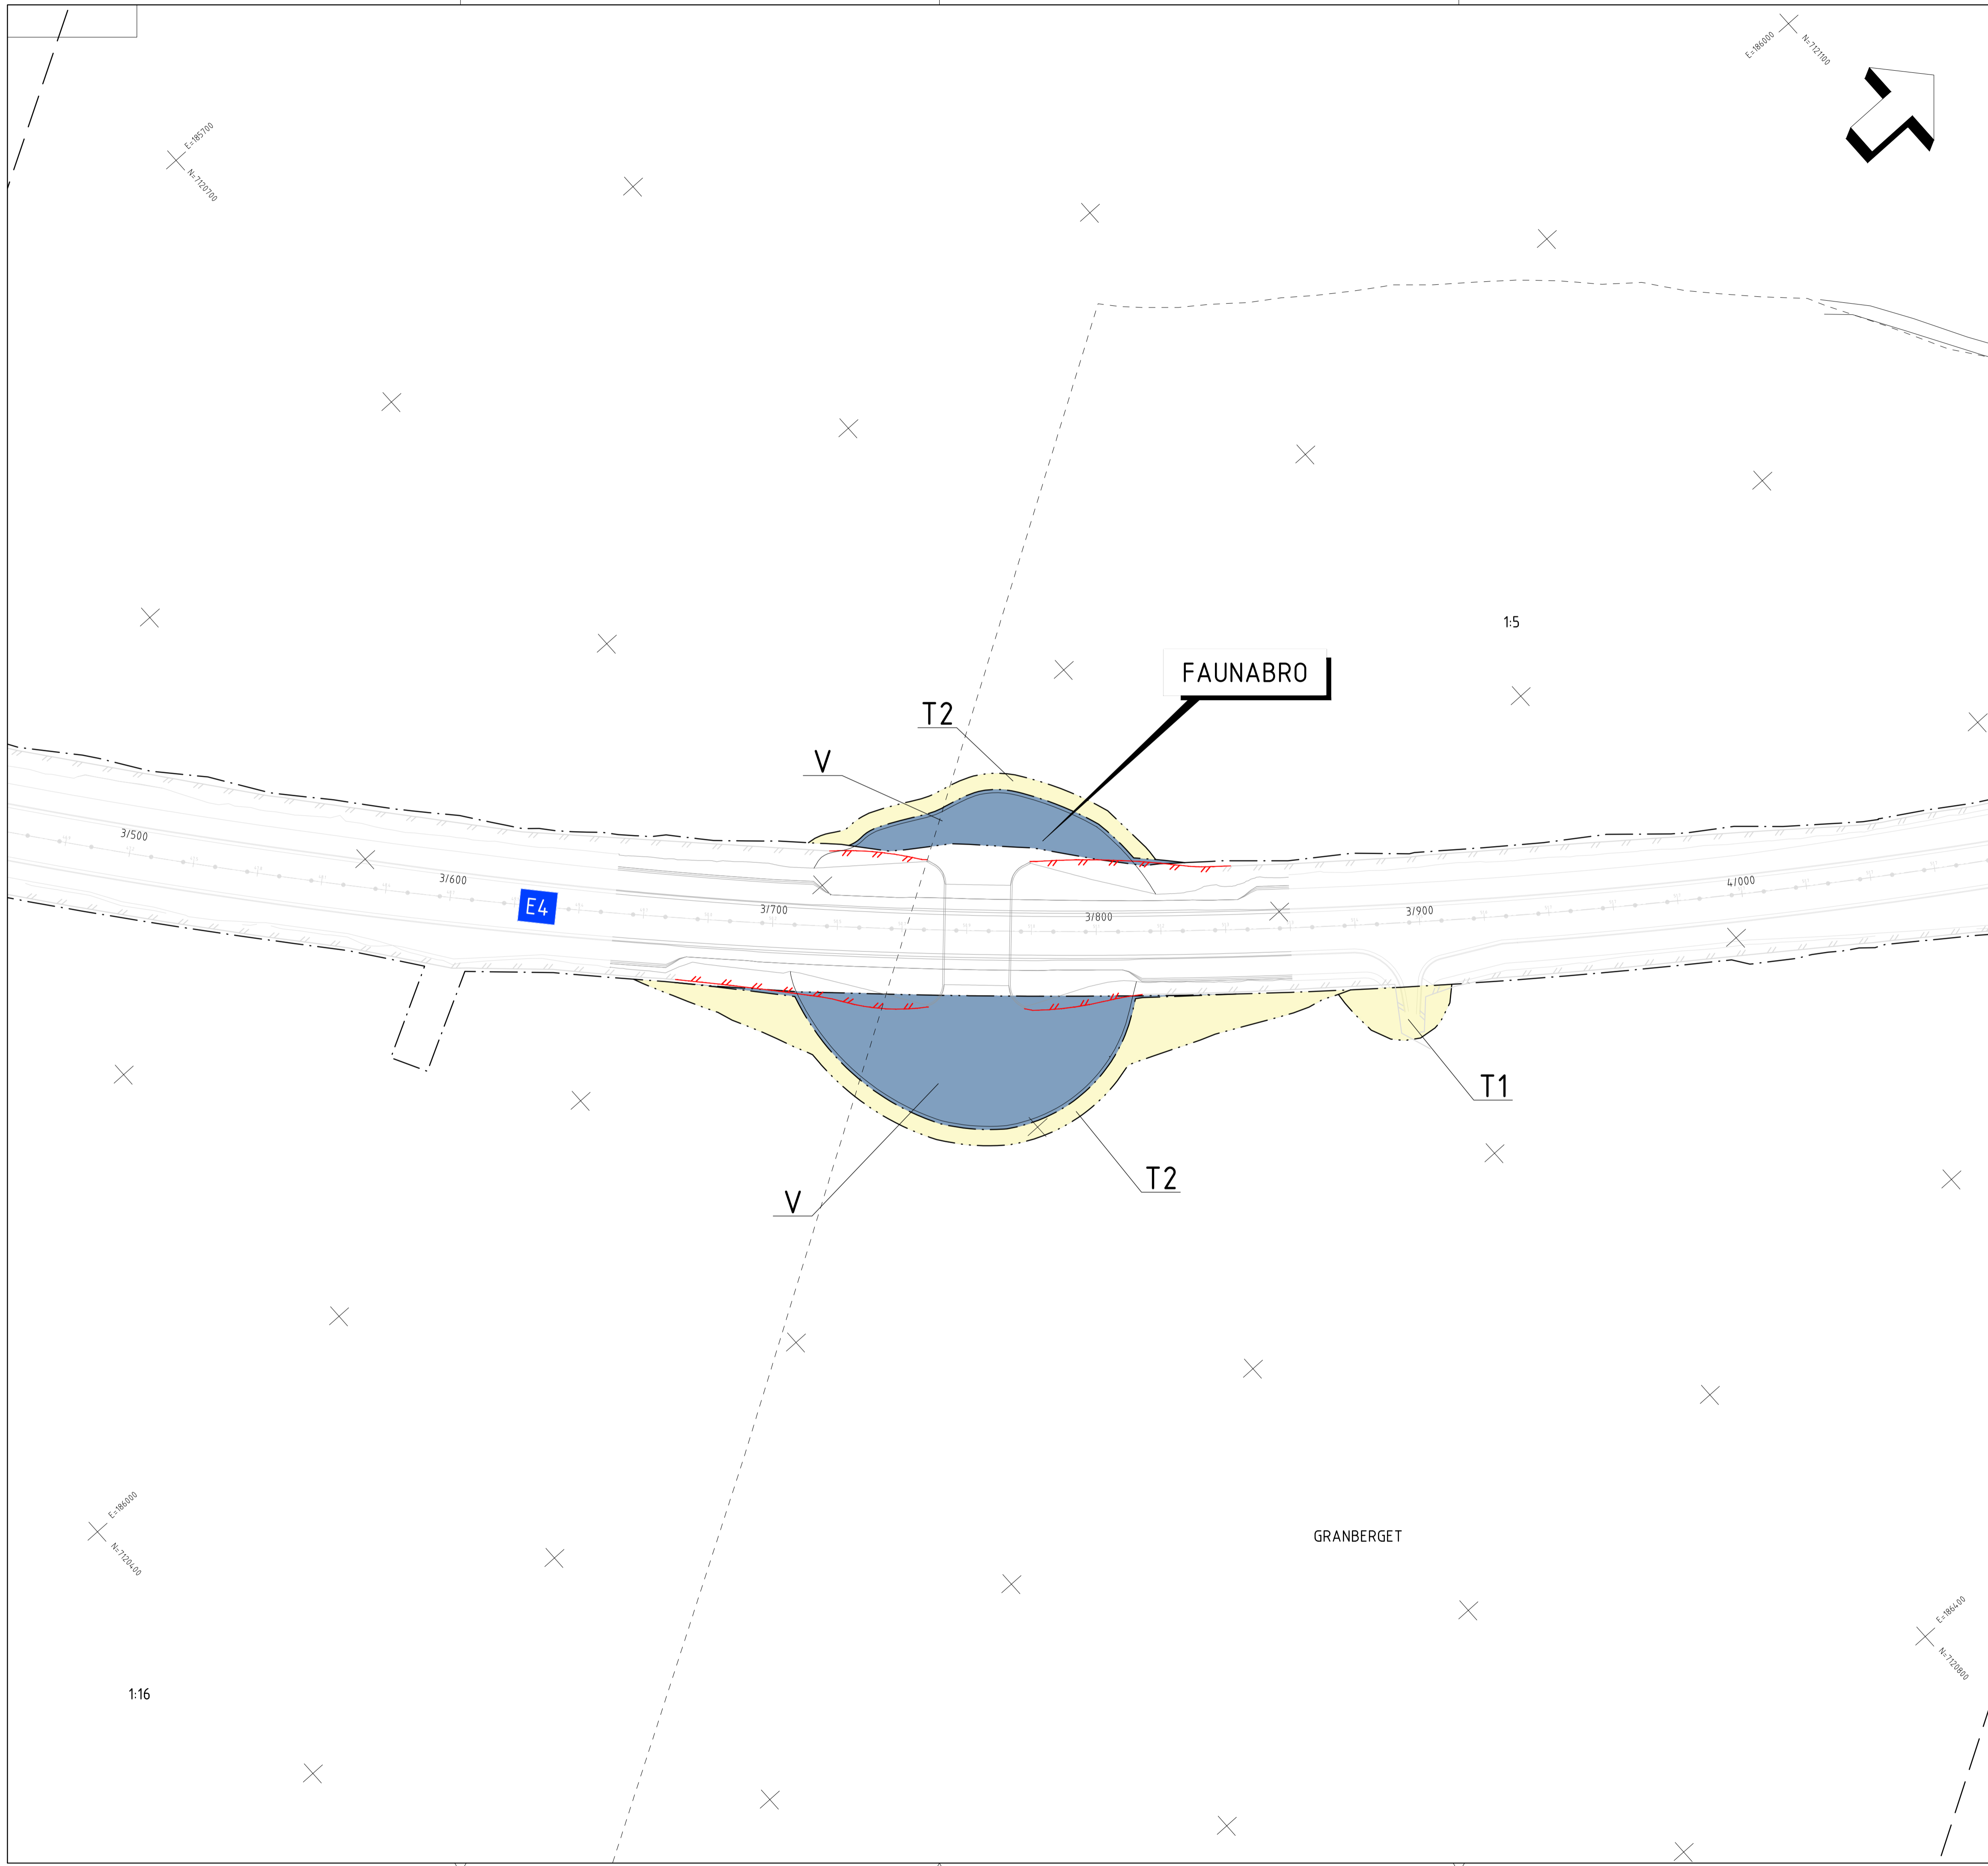 E=186000
N=7121100
E=185700
N=7120700
1:5
FAUNABRO
T2
V
3/500
3/600
E4
3/700
3/800
3/900
4/000
T1
T2
V
E=186000
N=7120400
GRANBERGET
E=186400
N=7120800
1:16